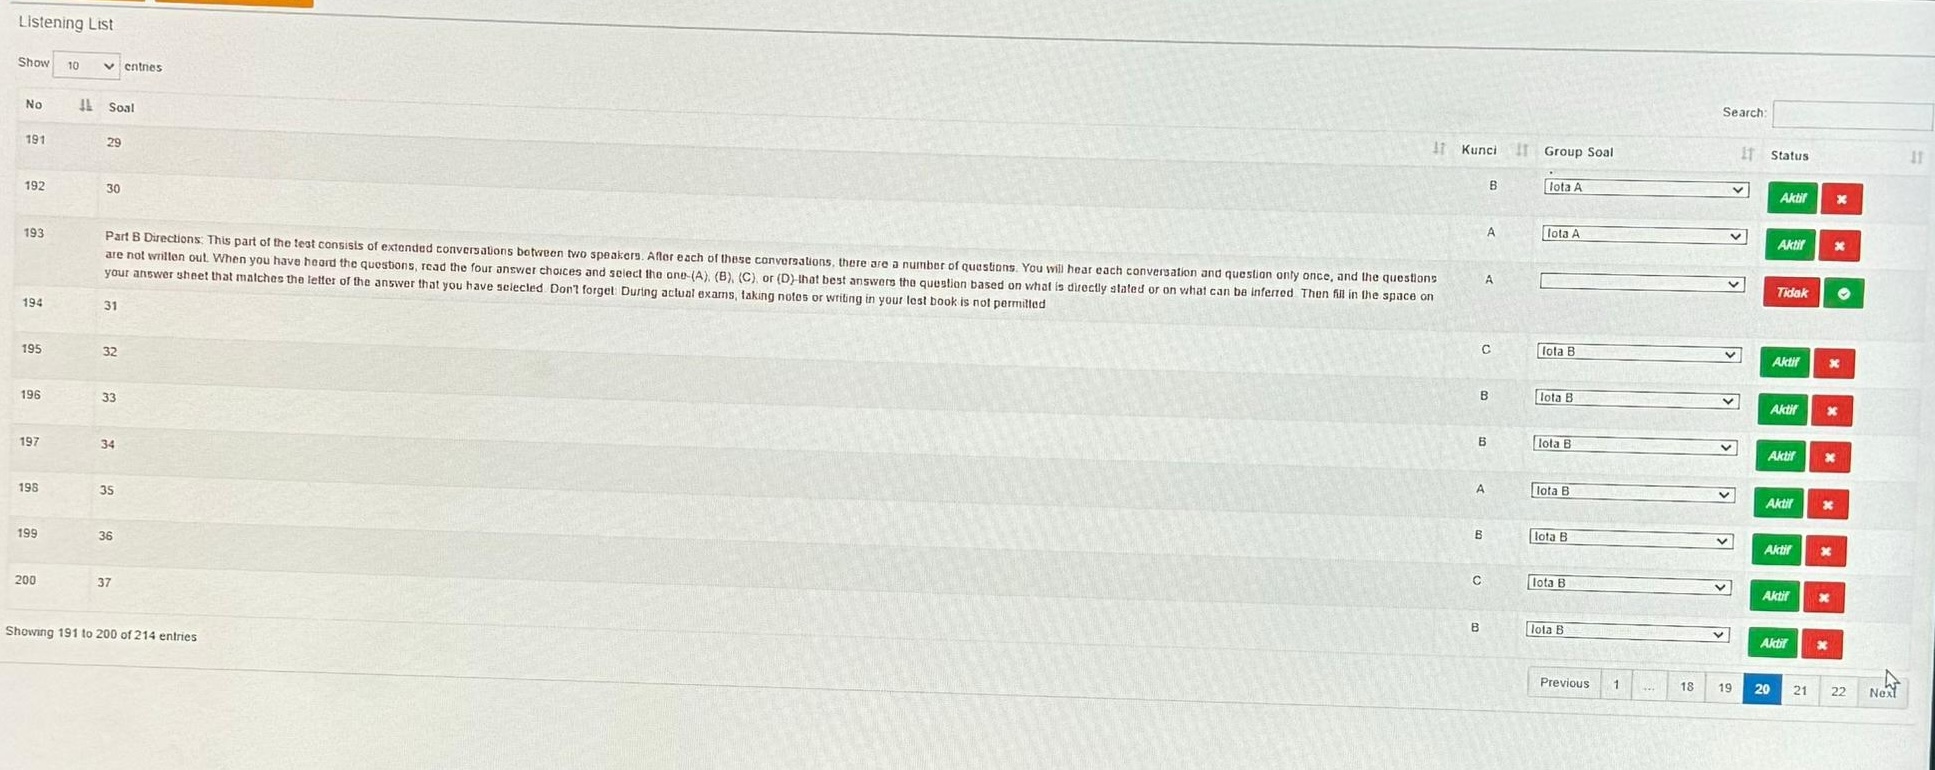 Listening List
Show 10 entries
Search:
No Soal Kunci Group Soal Status
191 29 B Iota A Aktif
192 30 A Iota A Aktif
193 Part B Directions: This part of the test consists of extended conversations between two speakers. After each of these conversations, there are a number of questions. You will hear each conversation and question only once, and the questions
are not written out. When you have heard the questions, read the four answer choices and select the one-(A), (B), (C), or (D)-that best answers the question based on what is directly stated or on what can be inferred. Then fill in the space on
your answer sheet that matches the letter of the answer that you have selected. Don't forget: During actual exams, taking notes or writing in your test book is not permitted
A Tidak
194 31 C Iota B Aktif
195 32 B Iota B Aktif
196 33 B Iota B Aktif
197 34 A Iota B Aktif
198 35 B Iota B Aktif
199 36 C Iota B Aktif
200 37 B Iota B Aktif
Showing 191 to 200 of 214 entries
Previous 1 ... 18 19 20 21 22 Next